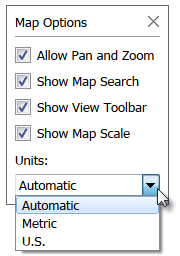 Map Options
Allow Pan and Zoom
Show Map Search
Show View Toolbar
Show Map Scale
Units:
Automatic
Automatic
Metric
U.S.